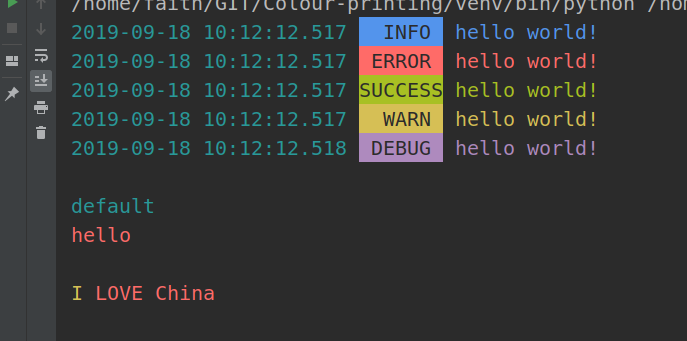 /home/faith/GIT/Colour-printing/venv/bin/python /ho
2019-09-18 10:12:12.517 INFO hello world!
2019-09-18 10:12:12.517 ERROR hello world!
2019-09-18 10:12:12.517 SUCCESS hello world!
2019-09-18 10:12:12.517 WARN hello world!
2019-09-18 10:12:12.518 DEBUG hello world!
default
hello
I LOVE China